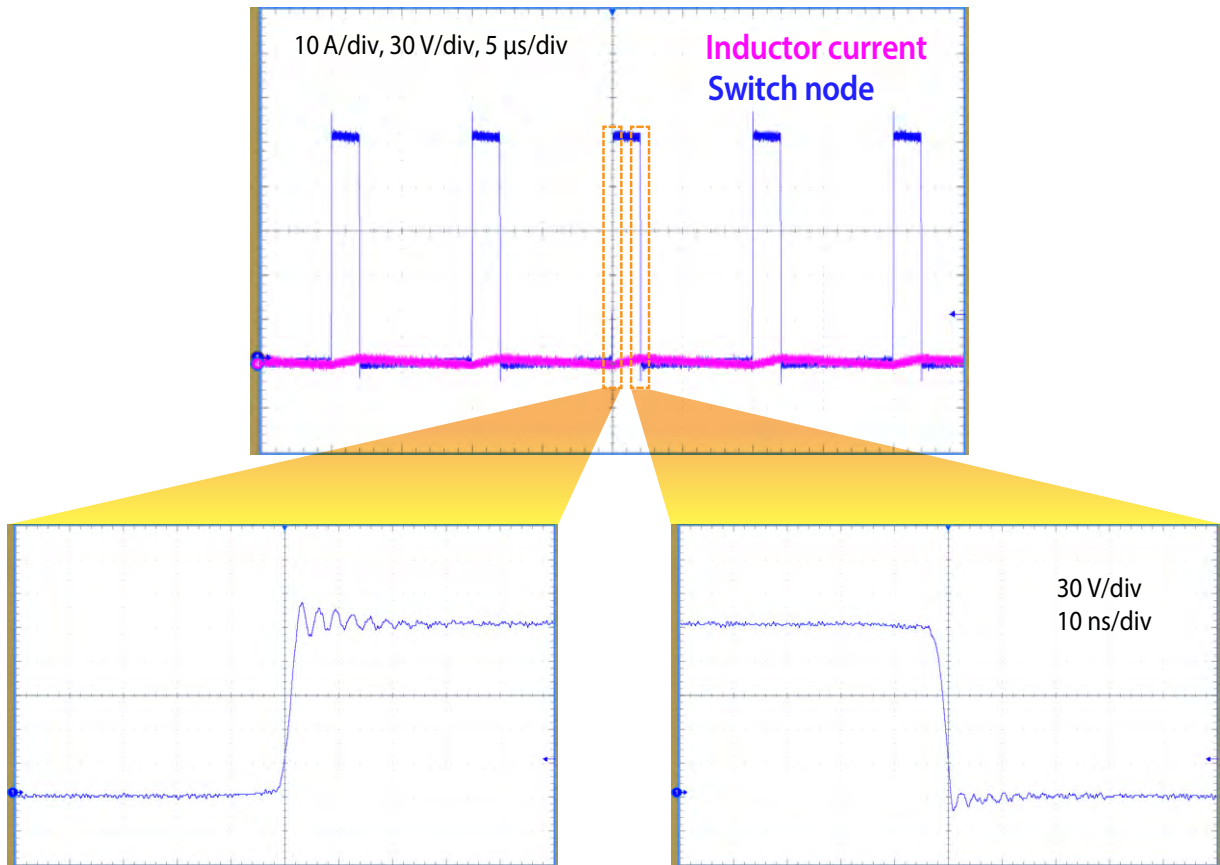 10 A/div, 30 V/div, 5 µs/div
Inductor current
Switch node
30 V/div
10 ns/div